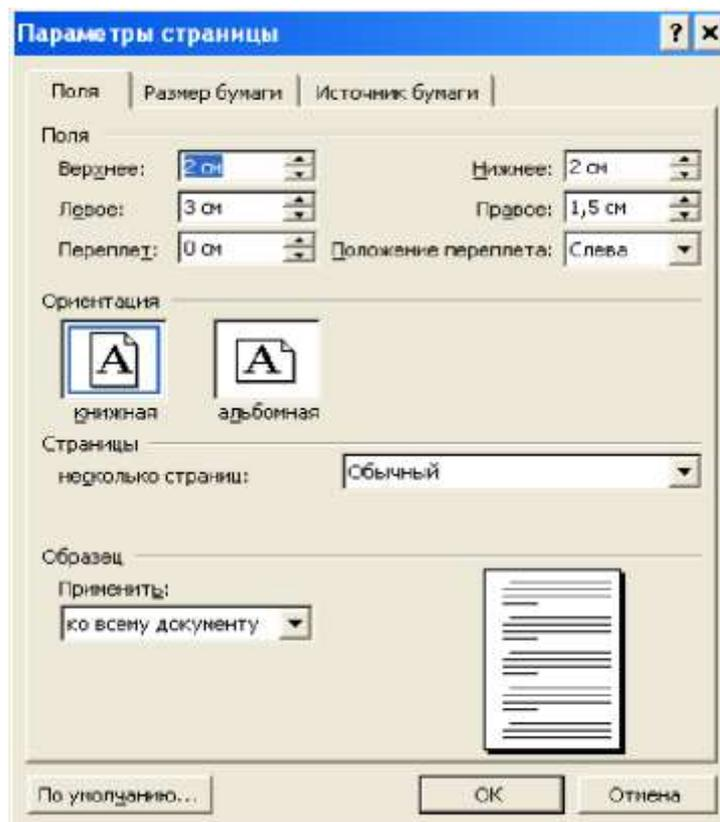 Параметры страницы
Поля Размер бумаги Источник бумаги
Поля
Верхнее: 2 см Нижнее: 2 см
Левое: 3 см Правое: 1,5 см
Переплет: 0 см Положение переплета: Слева
Ориентация
A A
книжная альбомная
Страницы
несколько страниц: Обычный
Образец
Применить:
ко всему документу
По умолчанию... ОК Отмена